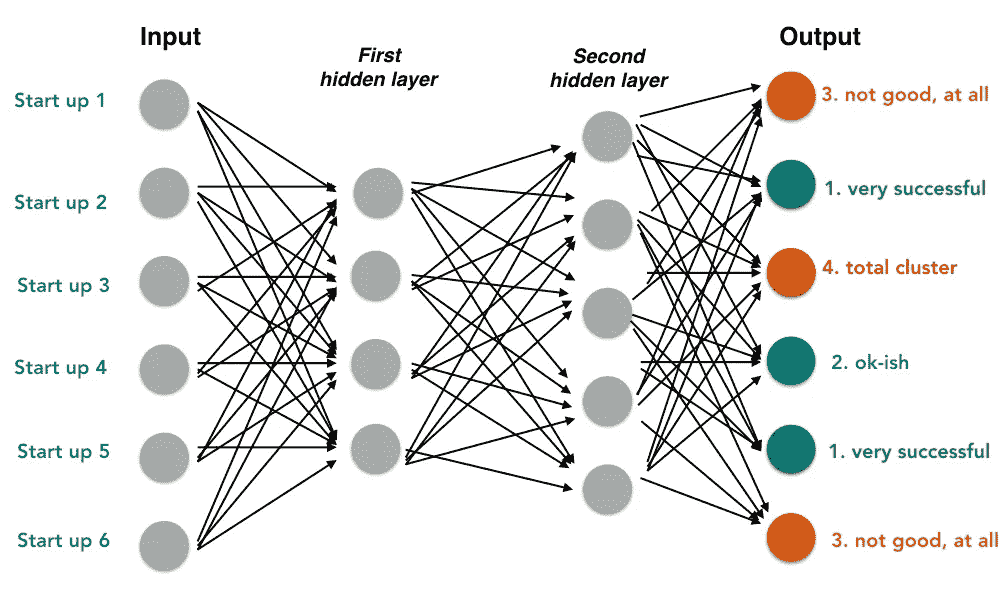 Input
First
hidden layer
Second
hidden layer
Output
Start up 1
3. not good, at all
Start up 2
1. very successful
Start up 3
4. total cluster
Start up 4
2. ok-ish
Start up 5
1. very successful
Start up 6
3. not good, at all